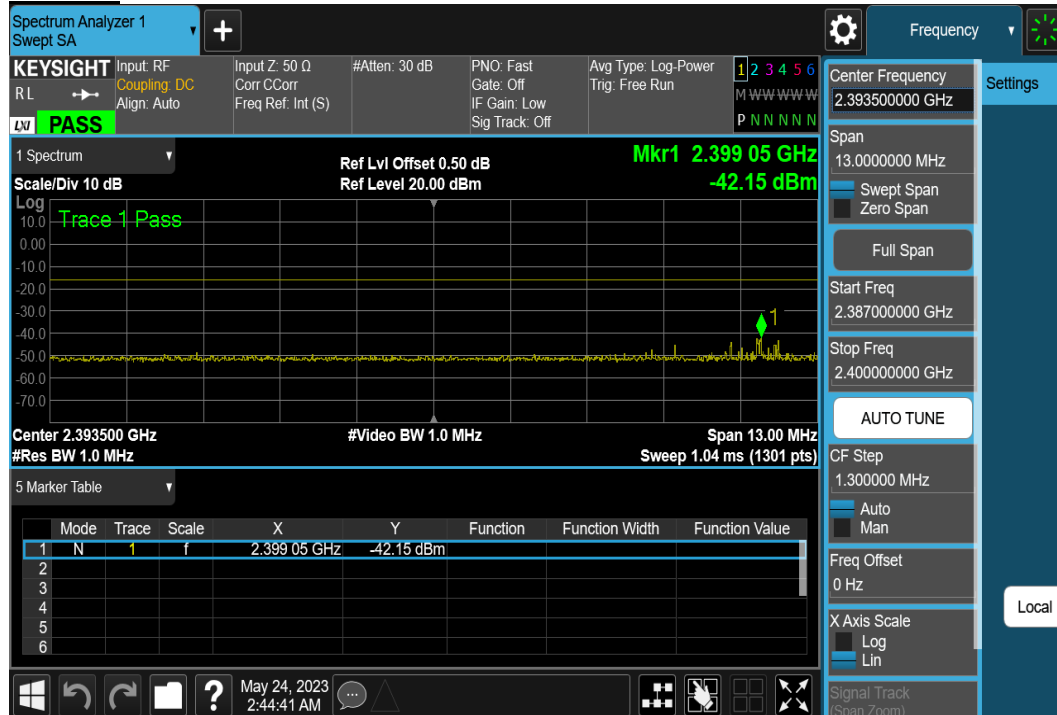 Spectrum Analyzer 1
Swept SA
+
Frequency
KEYSIGHT
RL
LXI
PASS
Input: RF
Coupling: DC
Align: Auto
Input Z: 50 Ω
Corr CCorr
Freq Ref: Int (S)
#Atten: 30 dB
PNO: Fast
Gate: Off
IF Gain: Low
Sig Track: Off
Avg Type: Log-Power
Trig: Free Run
1 2 3 4 5 6
M W W W W W
P N N N N N
1 Spectrum
Scale/Div 10 dB
Ref Lvl Offset 0.50 dB
Ref Level 20.00 dBm
Mkr1 2.399 05 GHz
-42.15 dBm
Log
Trace 1 Pass
10.0
0.00
-10.0
-20.0
-30.0
-40.0
-50.0
-60.0
-70.0
1
Center 2.393500 GHz
#Res BW 1.0 MHz
#Video BW 1.0 MHz
Span 13.00 MHz
Sweep 1.04 ms (1301 pts)
5 Marker Table
Mode Trace Scale X Y Function Function Width Function Value
1 N 1 f 2.399 05 GHz -42.15 dBm
2
3
4
5
6
?
May 24, 2023
2:44:41 AM
Center Frequency
2.393500000 GHz
Settings
Span
13.0000000 MHz
Swept Span
Zero Span
Full Span
Start Freq
2.387000000 GHz
Stop Freq
2.400000000 GHz
AUTO TUNE
CF Step
1.300000 MHz
Auto
Man
Freq Offset
0 Hz
Local
X Axis Scale
Log
Lin
Signal Track
(Span Zoom)